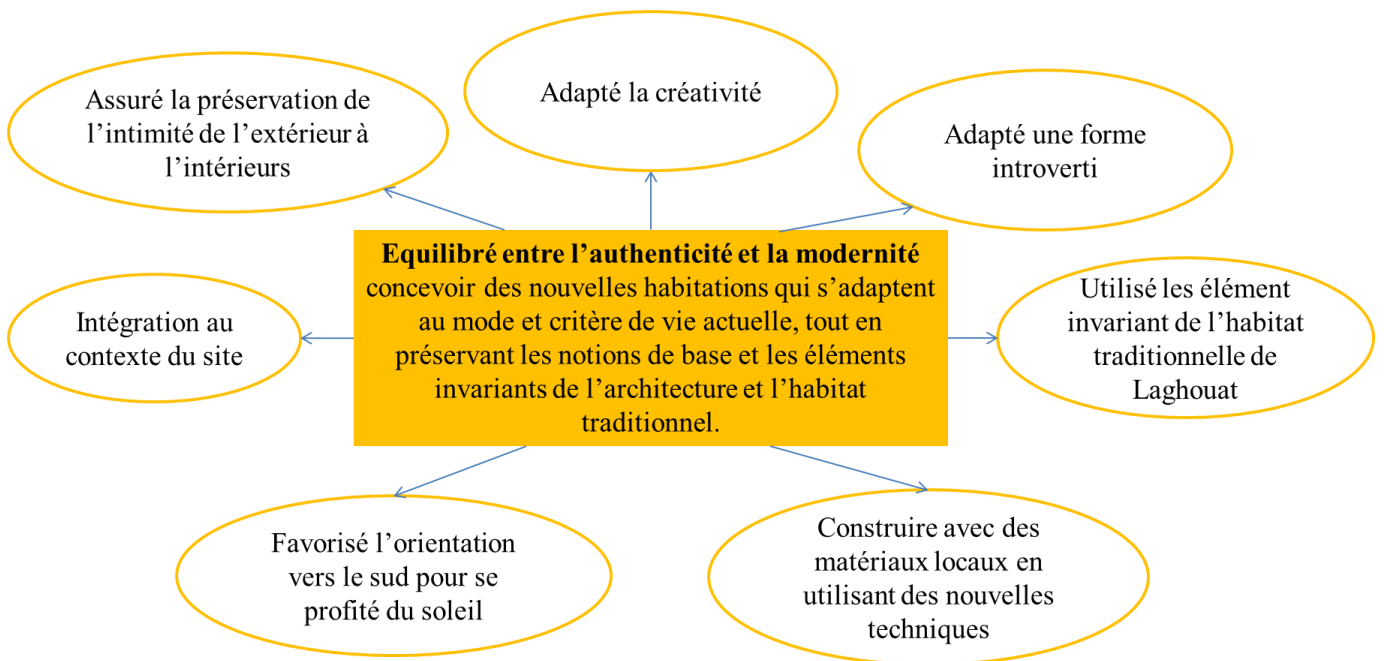 Assuré la préservation de
l’intimité de l’extérieur à
l’intérieurs
Adapté la créativité
Adapté une forme
introverti
Equilibré entre l’authenticité et la modernité
concevoir des nouvelles habitations qui s’adaptent
au mode et critère de vie actuelle, tout en
préservant les notions de base et les éléments
invariants de l’architecture et l’habitat
traditionnel.
Intégration au
contexte du site
Utilisé les élément
invariant de l’habitat
traditionnelle de
Laghouat
Favorisé l’orientation
vers le sud pour se
profité du soleil
Construire avec des
matériaux locaux en
utilisant des nouvelles
techniques